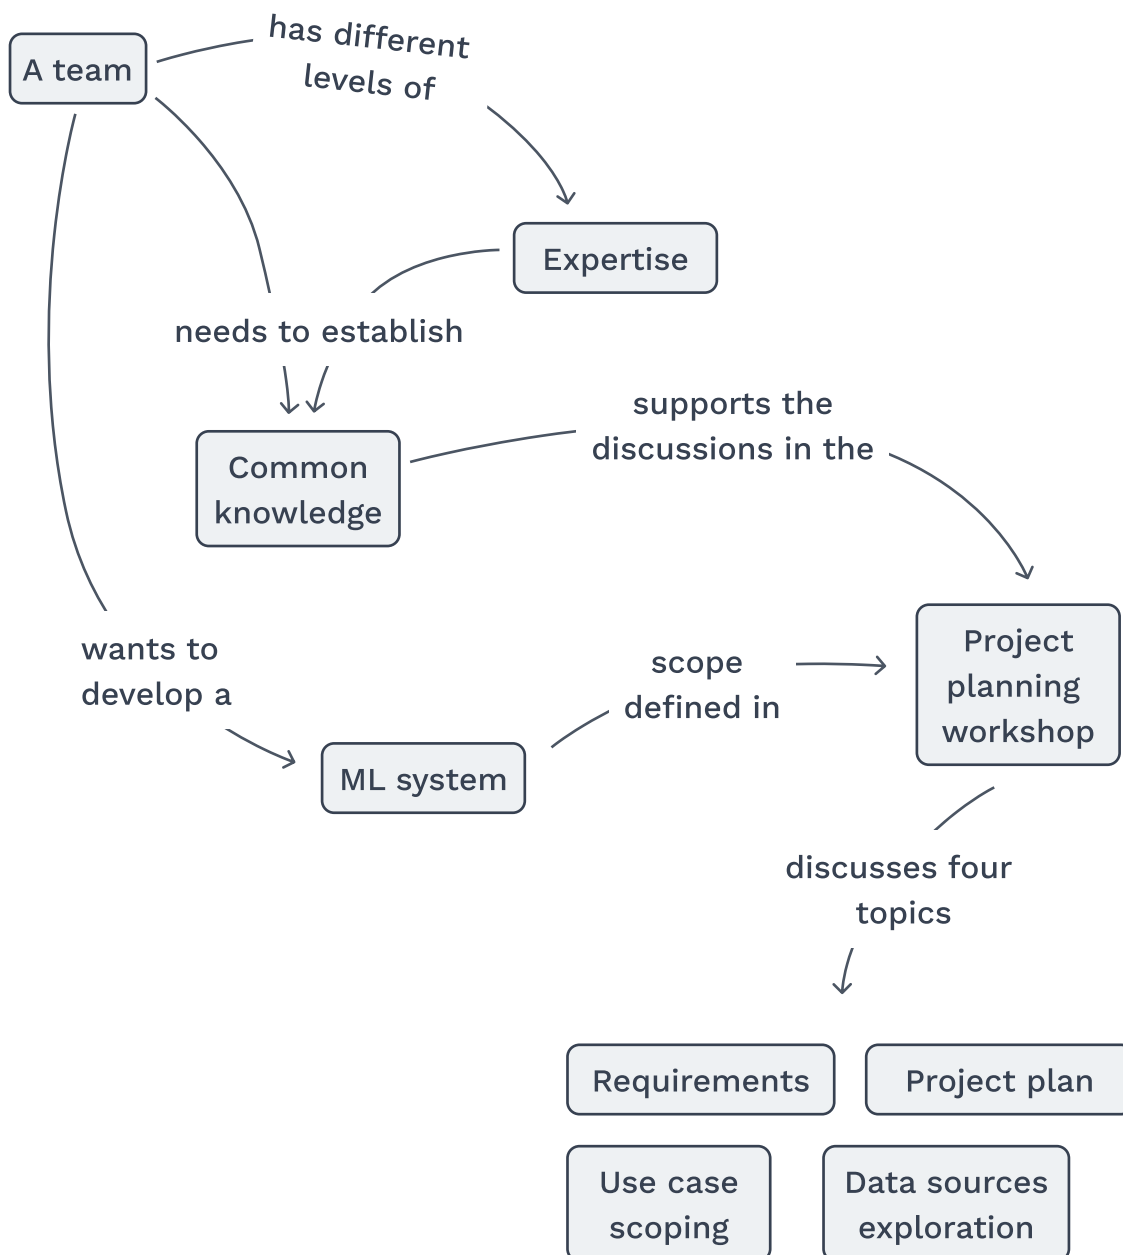 has different
levels of
A team
Expertise
needs to establish
supports the
discussions in the
Common
knowledge
wants to
develop a
scope
defined in
Project
planning
workshop
ML system
discusses four
topics
Requirements
Project plan
Use case
scoping
Data sources
exploration